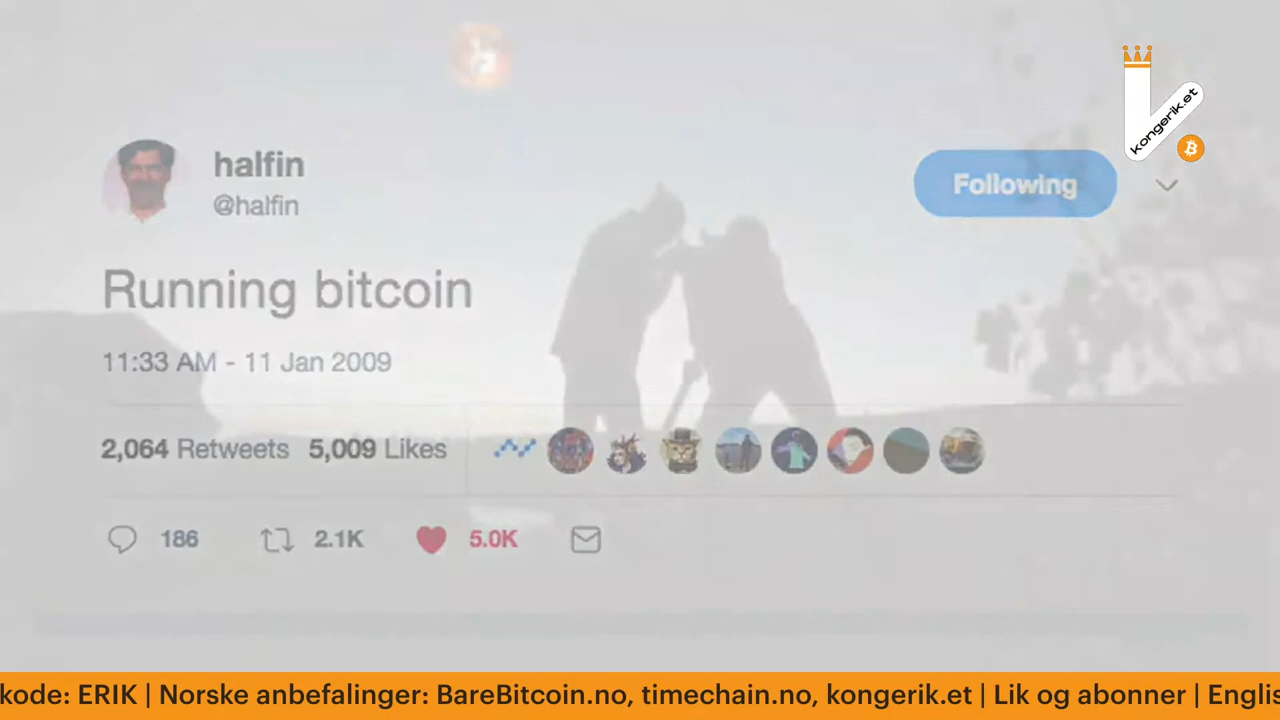 kongerik.et
halfin
@halfin
Following
Running bitcoin
11:33 AM - 11 Jan 2009
2,064 Retweets 5,009 Likes
186 2.1K 5.0K
kode: ERIK | Norske anbefalinger: BareBitcoin.no, timechain.no, kongerik.et | Lik og abonner | Englis